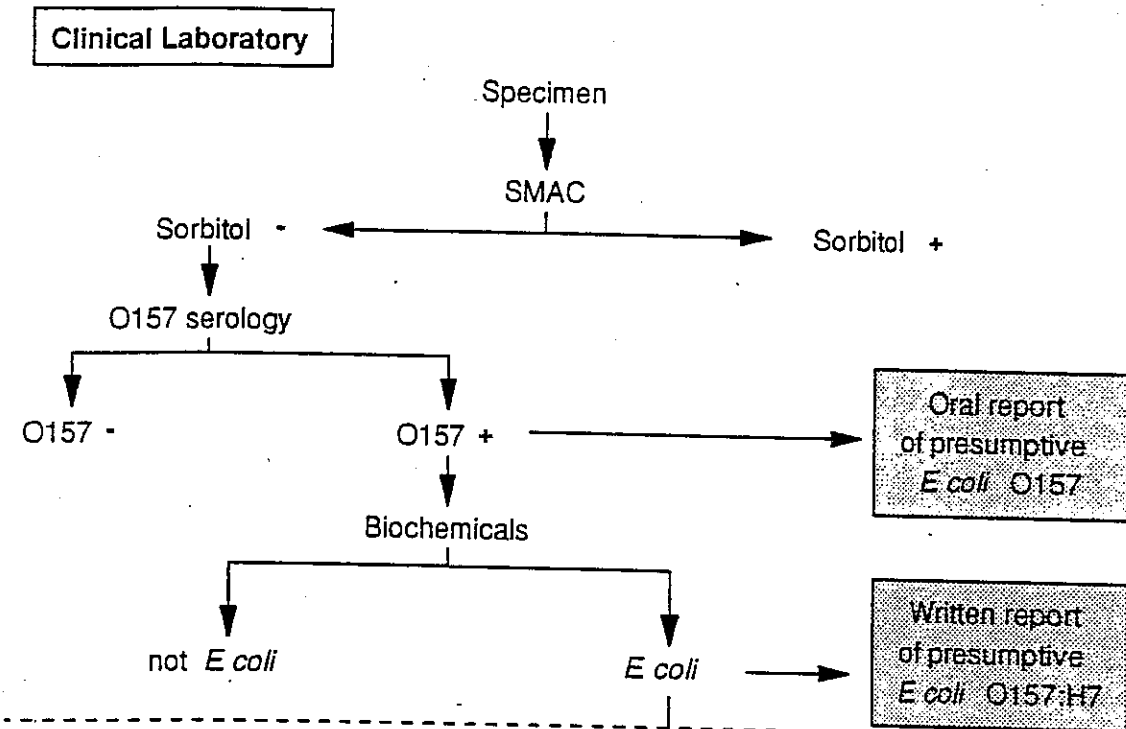 Clinical Laboratory
Specimen
SMAC
Sorbitol -
Sorbitol +
O157 serology
O157 -
O157 +
Oral report
of presumptive
E coli O157
Biochemicals
not E coli
E coli
Written report
of presumptive
E coli O157:H7